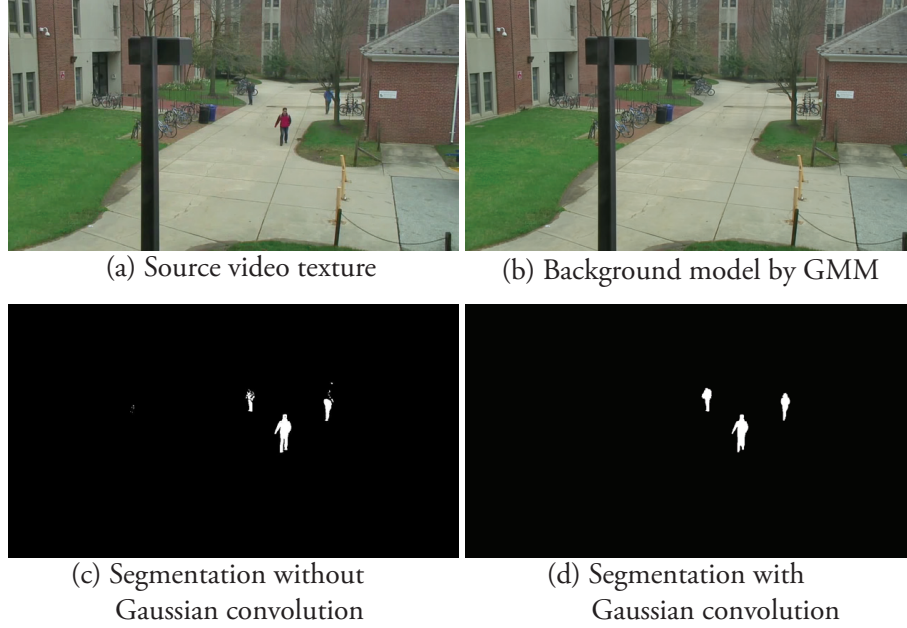 (a) Source video texture
(b) Background model by GMM
(c) Segmentation without
Gaussian convolution
(d) Segmentation with
Gaussian convolution